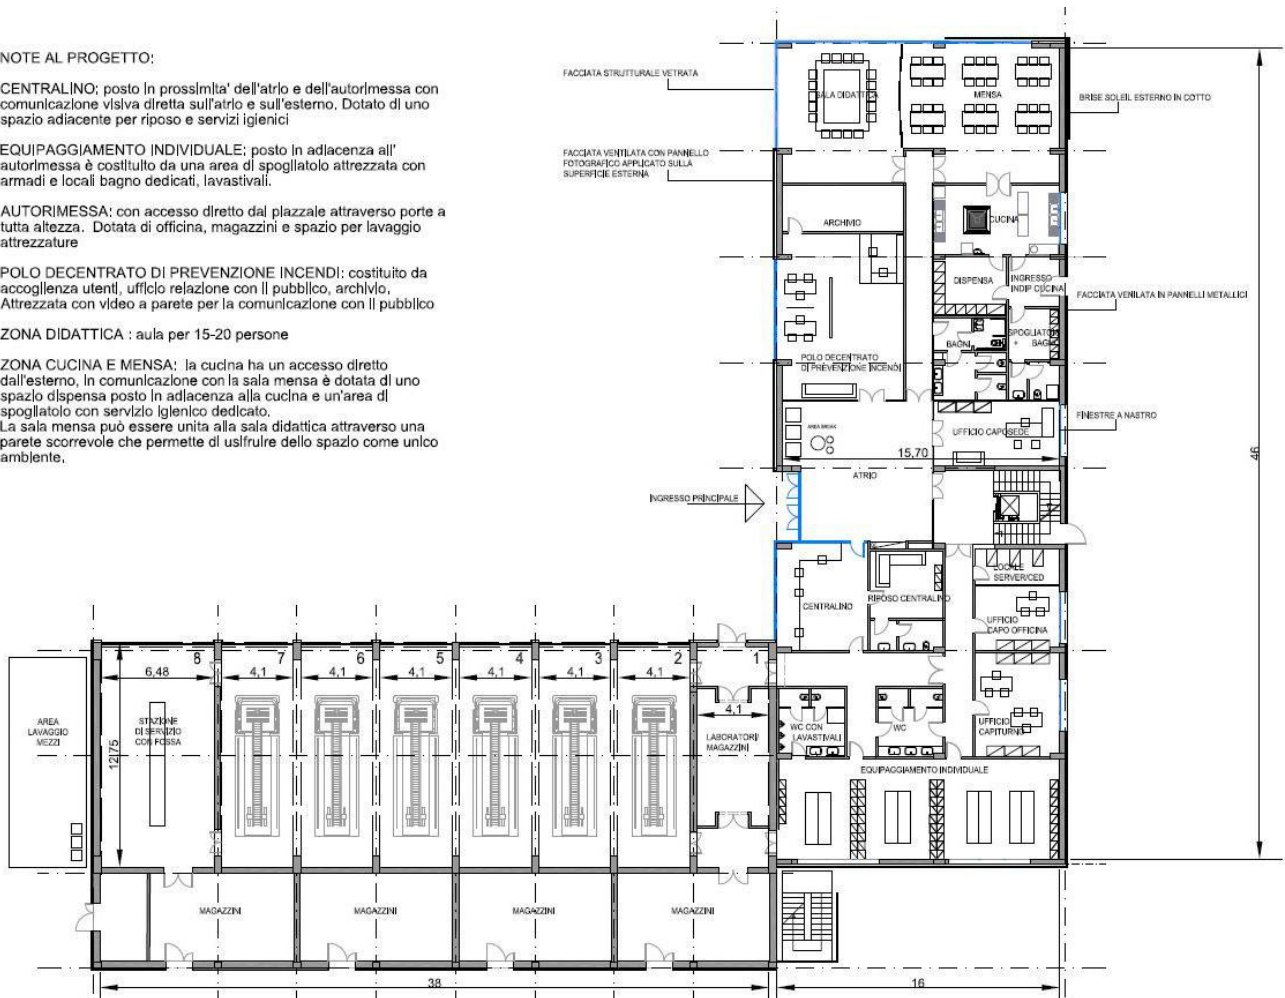 NOTE AL PROGETTO:
CENTRALINO: posto in prossimita' dell'atrio e dell'autorimessa con
comunicazione visiva diretta sull'atrio e sull'esterno. Dotato di uno
spazio adiacente per riposo e servizi igienici
EQUIPAGGIAMENTO INDIVIDUALE: posto in adiacenza all'
autorimessa è costituito da una area di spogliatoio attrezzata con
armadi e locali bagno dedicati, lavastivali.
AUTORIMESSA: con accesso diretto dal piazzale attraverso porte a
tutta altezza. Dotata di officina, magazzini e spazio per lavaggio
attrezzature
POLO DECENTRATO DI PREVENZIONE INCENDI: costituito da
accoglienza utenti, ufficio relazione con il pubblico, archivio.
Attrezzata con video a parete per la comunicazione con il pubblico
ZONA DIDATTICA : aula per 15-20 persone
ZONA CUCINA E MENSA: la cucina ha un accesso diretto
dall'esterno. In comunicazione con la sala mensa è dotata di uno
spazio dispensa posto in adiacenza alla cucina e un'area di
spogliatoio con servizio igienico dedicato.
La sala mensa può essere unita alla sala didattica attraverso una
parete scorrevole che permette di usifruire dello spazio come unico
ambiente.
FACCIATA STRUTTURALE VETRATA
FACCIATA VENTILATA CON PANNELLO
FOTOGRAFICO APPLICATO SULLA
SUPERFICIE ESTERNA
SALA DIDATTICA
MENSA
BRISE SOLEIL ESTERNO IN COTTO
ARCHIVIO
CUCINA
DISPENSA
INGRESSO
INDIP CUCINA
FACCIATA VENILATA IN PANNELLI METALLICI
SPOGLIATOIO
+ BAGNI
BAGNI
POLO DECENTRATO
DI PREVENZIONE INCENDI
FINESTRE A NASTRO
AREA BREAK
UFFICIO CAPOSEDE
15,70
46
ATRIO
INGRESSO PRINCIPALE
LOCALE
SERVER/CED
RIPOSO CENTRALINO
CENTRALINO
UFFICIO
CAPO OFFICINA
8
7
6
5
4
3
2
1
6,48
4,1
4,1
4,1
4,1
4,1
4,1
4,1
AREA
LAVAGGIO
MEZZI
STAZIONE
DI SERVIZIO
CON FOSSA
12,75
LABORATORI/
MAGAZZINI
WC CON
LAVASTIVALI
WC
UFFICIO
CAPITURNO
EQUIPAGGIAMENTO INDIVIDUALE
MAGAZZINI
MAGAZZINI
MAGAZZINI
MAGAZZINI
38
16